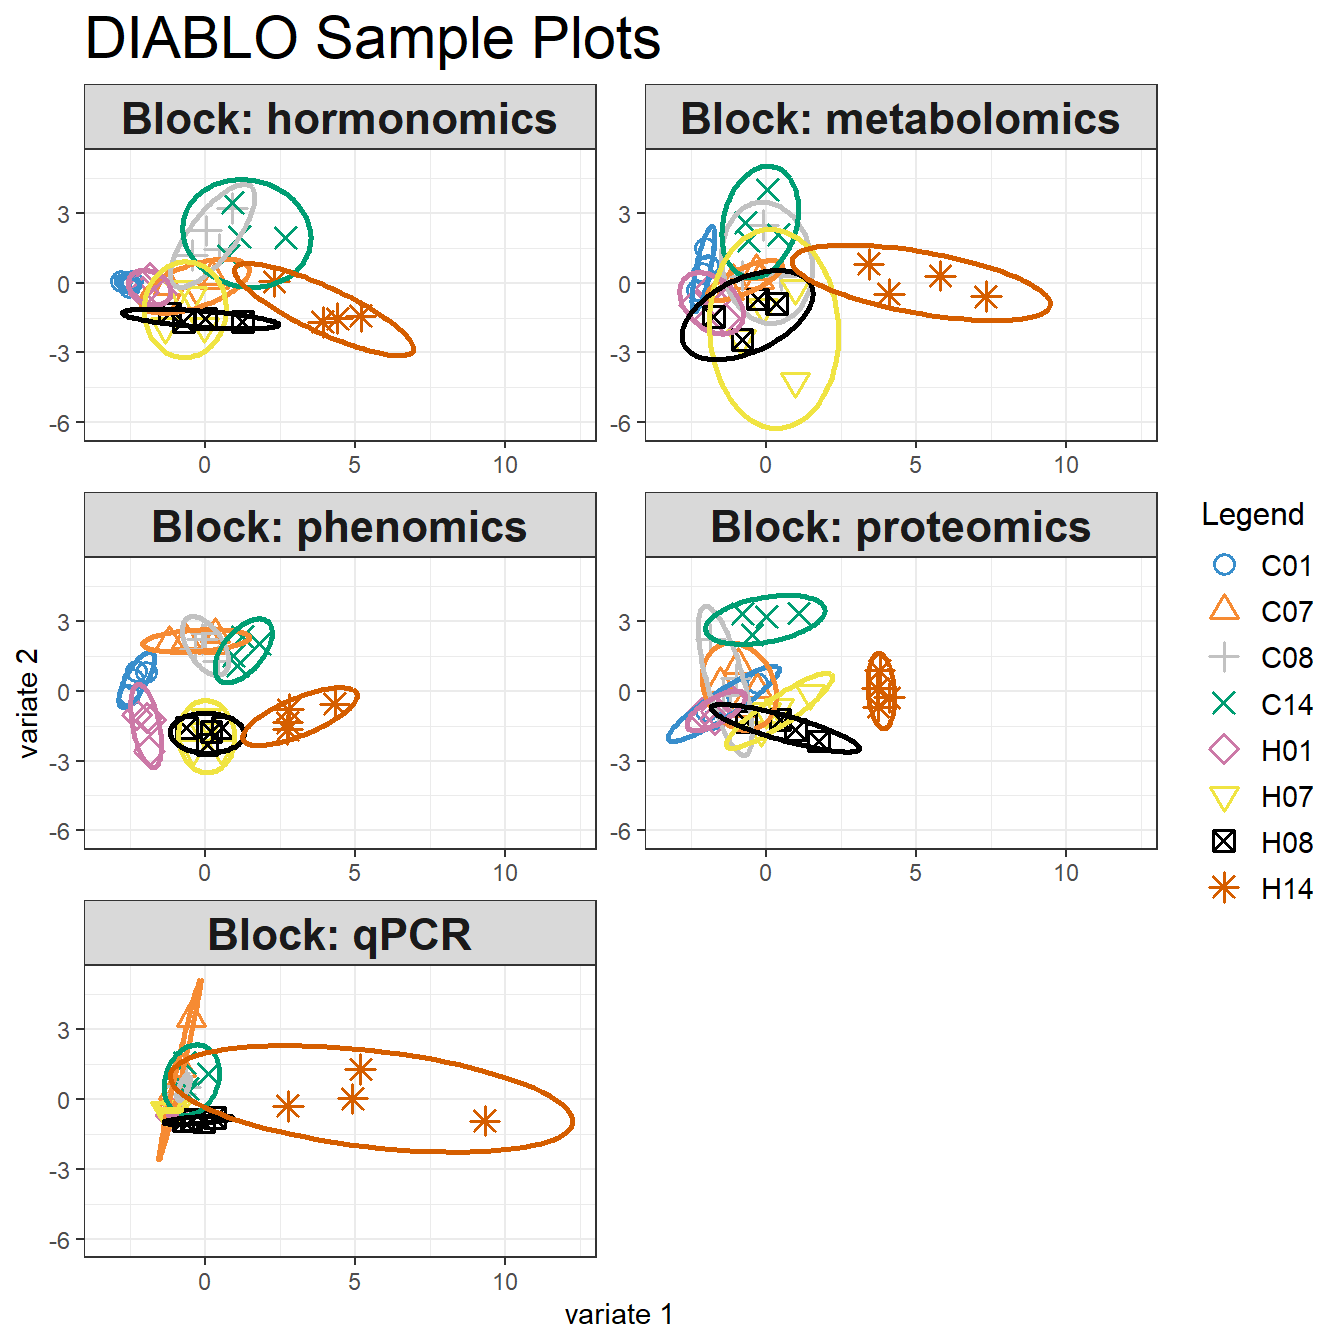 DIABLO Sample Plots
Block: hormonomics
Block: metabolomics
3
0
-3
-6
0 5 10
3
0
-3
-6
0 5 10
Block: phenomics
Block: proteomics
3
0
-3
-6
0 5 10
3
0
-3
-6
0 5 10
Block: qPCR
3
0
-3
-6
0 5 10
variate 2
variate 1
Legend
C01
C07
C08
C14
H01
H07
H08
H14